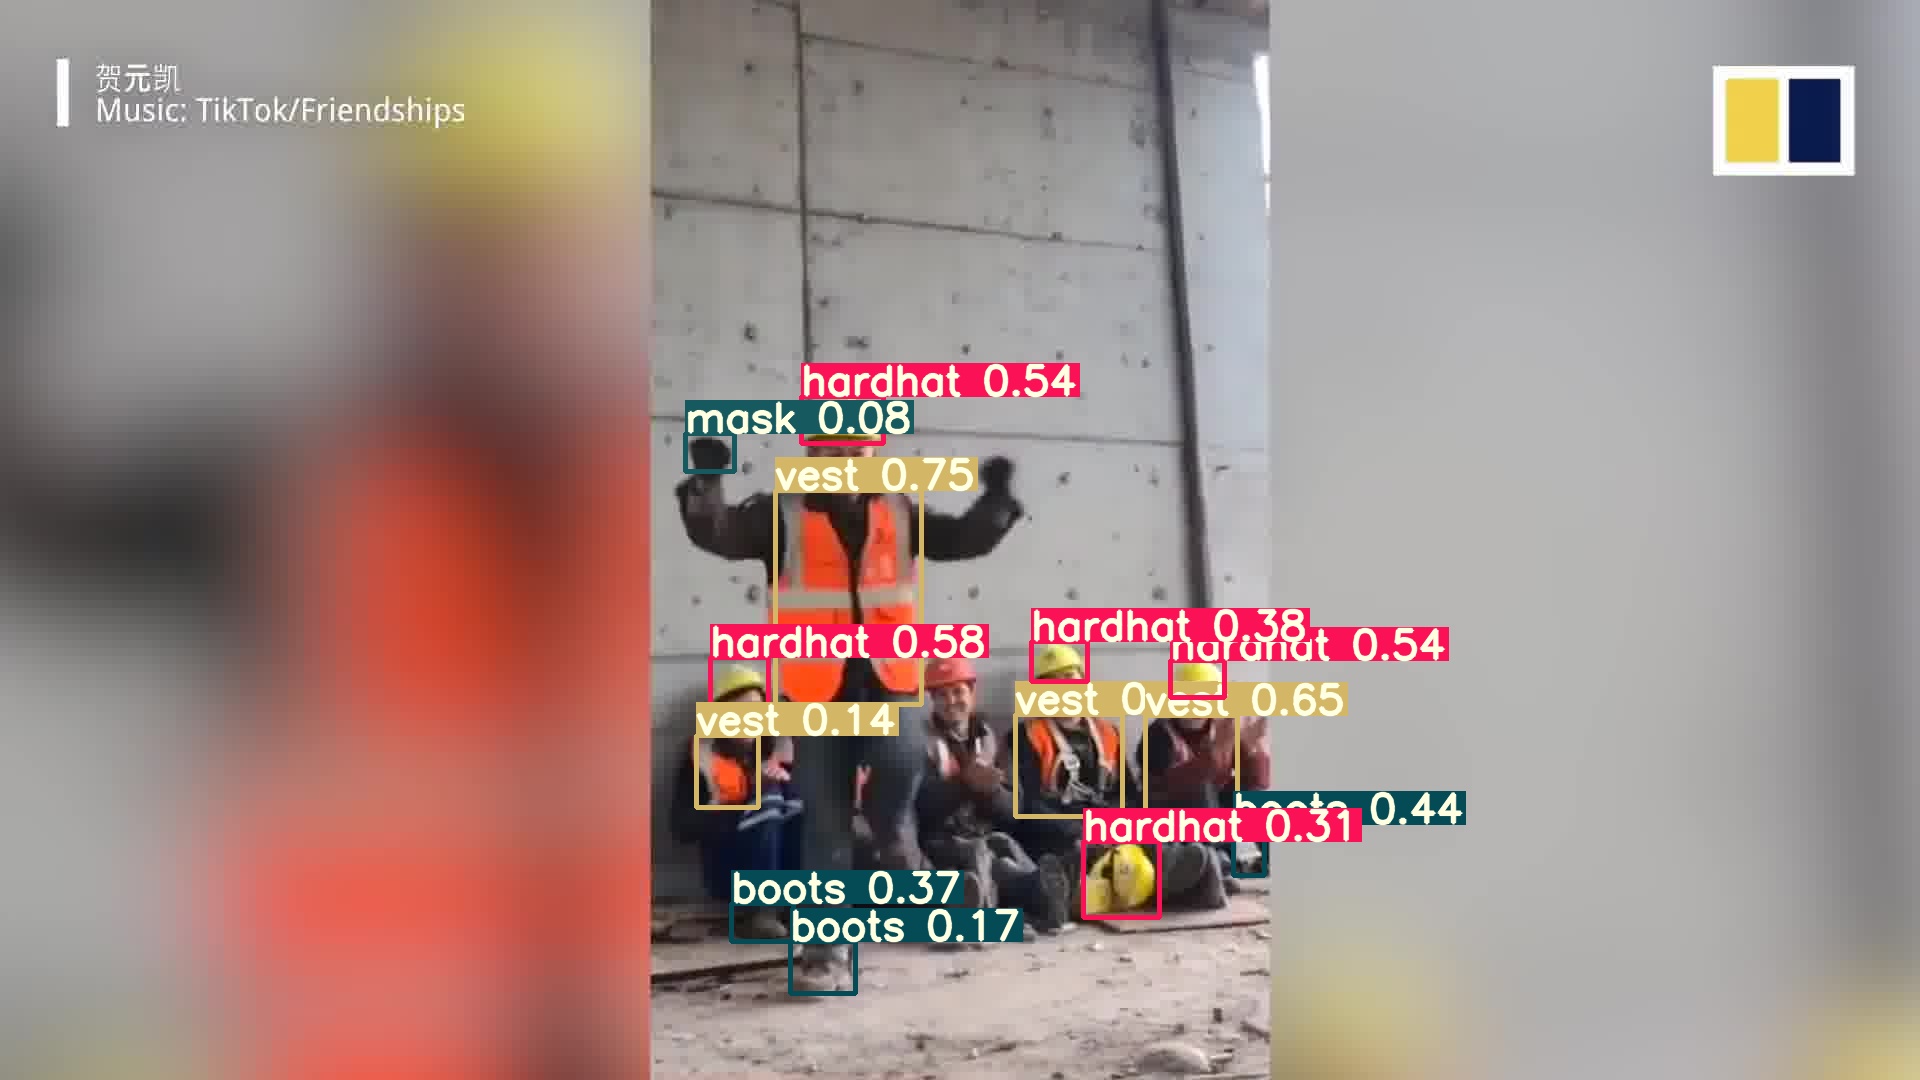 贺元凯
Music: TikTok/Friendships
hardhat 0.54
mask 0.08
vest 0.75
hardhat 0.58
hardhat 0.38
hardhat 0.54
vest 0.14
vest 0
vest 0.65
boots 0.44
hardhat 0.31
boots 0.37
boots 0.17